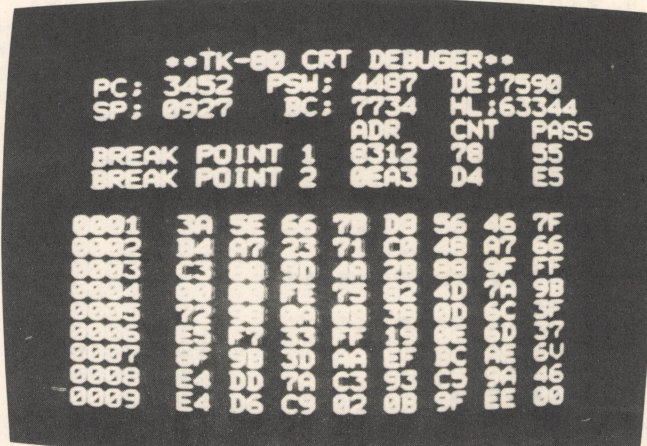 **TK-80 CRT DEBUGER**
PC; 3452 PSW; 4487 DE;7590
SP; 0927 BC; 7734 HL;63344
ADR CNT PASS
BREAK POINT 1 8312 78 55
BREAK POINT 2 0EA3 D4 E5
0001 3A 5E 66 D8 56 46 7F
0002 B4 A7 23 71 C0 48 A7 66
0003 C3 9D 4A 2B 9F FF
0004 00 FE 75 82 4D 7A 9B
0005 72 0A 38 0D 6C 3F
0006 E5 F7 33 FF 19 0E 6D 37
0007 8F 9B 3D AA EF BC AE
0008 E4 DD 7A C3 93 C5 9A 46
0009 E4 D6 C9 02 0B 9F EE 00